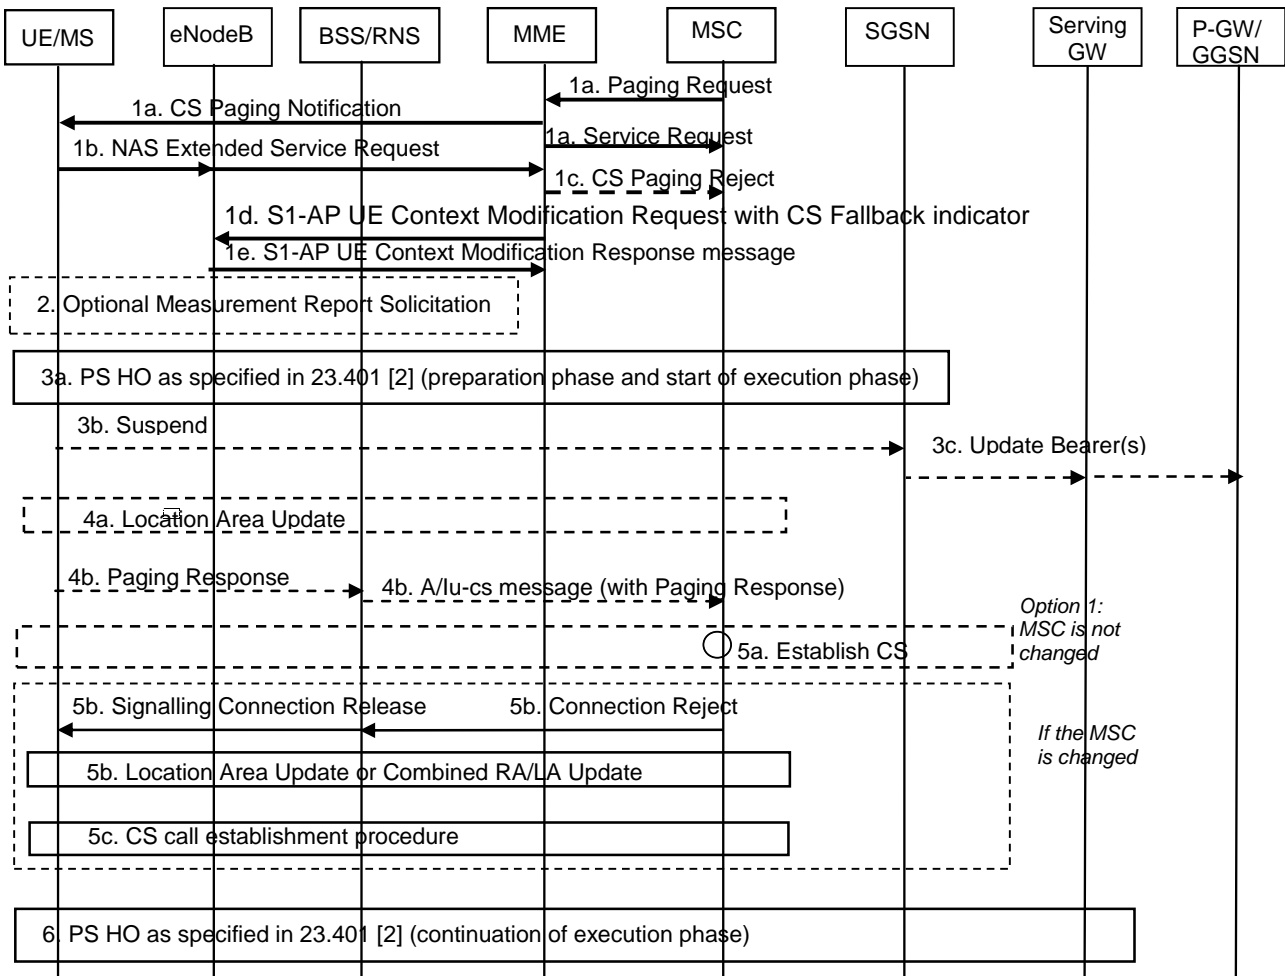 UE/MS
eNodeB
BSS/RNS
MME
MSC
SGSN
Serving
GW
P-GW/
GGSN
1a. Paging Request
1a. CS Paging Notification
1a. Service Request
1b. NAS Extended Service Request
1c. CS Paging Reject
1d. S1-AP UE Context Modification Request with CS Fallback indicator
1e. S1-AP UE Context Modification Response message
2. Optional Measurement Report Solicitation
3a. PS HO as specified in 23.401 [2] (preparation phase and start of execution phase)
3b. Suspend
3c. Update Bearer(s)
4a. Location Area Update
4b. Paging Response
4b. A/Iu-cs message (with Paging Response)
Option 1:
MSC is not
changed
5a. Establish CS
5b. Signalling Connection Release
5b. Connection Reject
If the MSC
is changed
5b. Location Area Update or Combined RA/LA Update
5c. CS call establishment procedure
6. PS HO as specified in 23.401 [2] (continuation of execution phase)